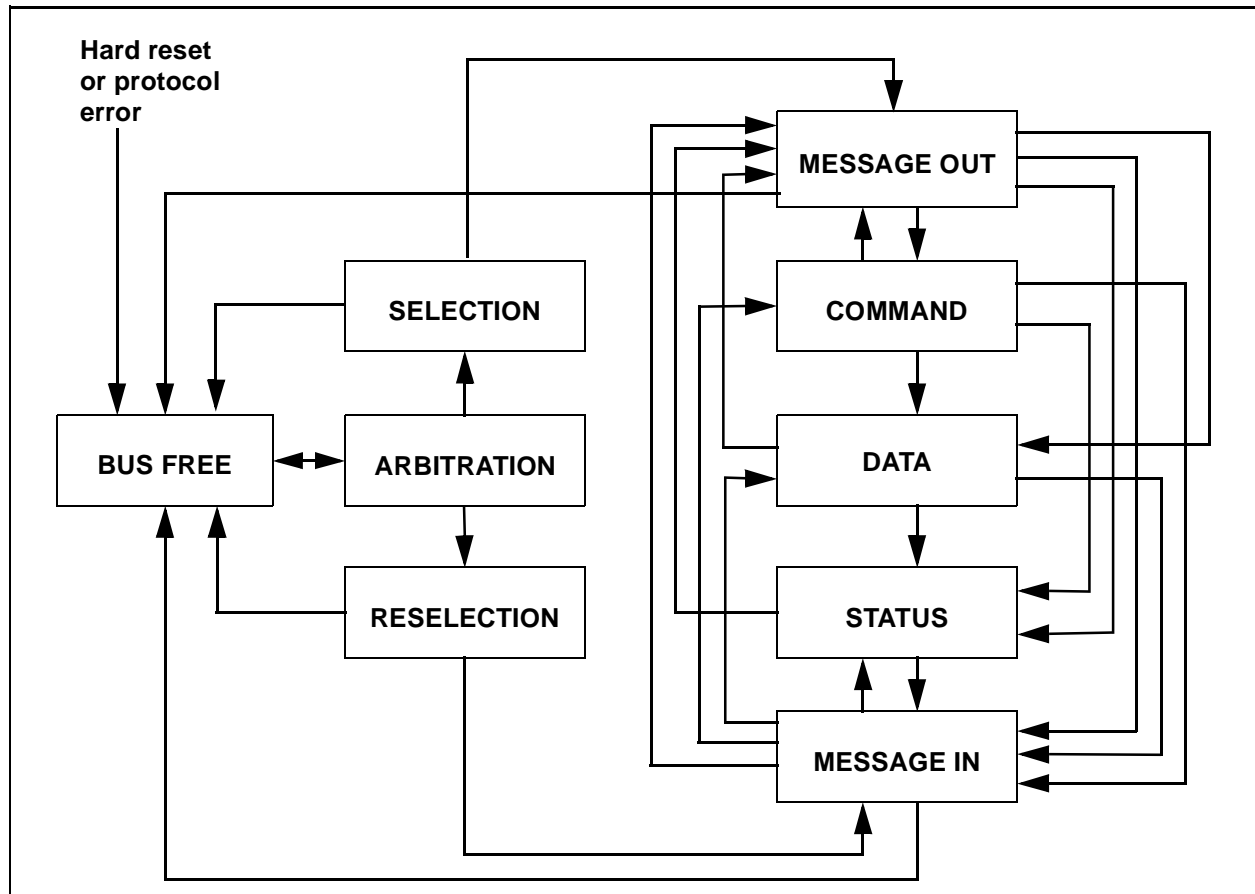 Hard reset
or protocol
error
MESSAGE OUT
SELECTION
COMMAND
BUS FREE
ARBITRATION
DATA
RESELECTION
STATUS
MESSAGE IN